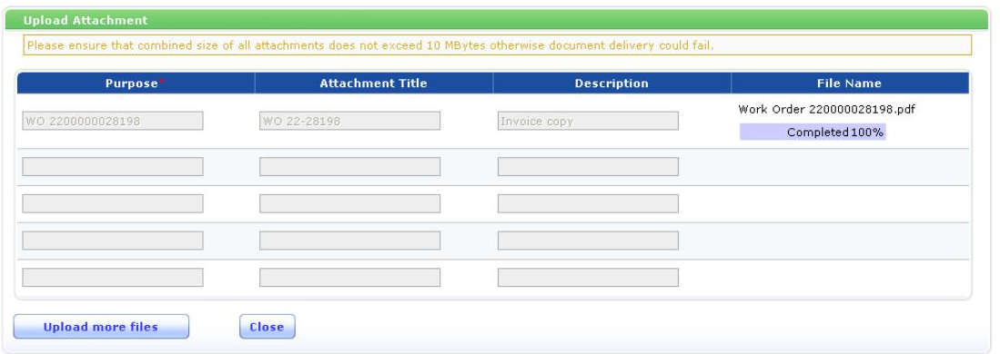 Upload Attachment
Please ensure that combined size of all attachments does not exceed 10 MBytes otherwise document delivery could fail.
Purpose* Attachment Title Description File Name
WO 2200000028198 WO 22-28198 Invoice copy Work Order 220000028198.pdf
Completed 100%
Upload more files Close